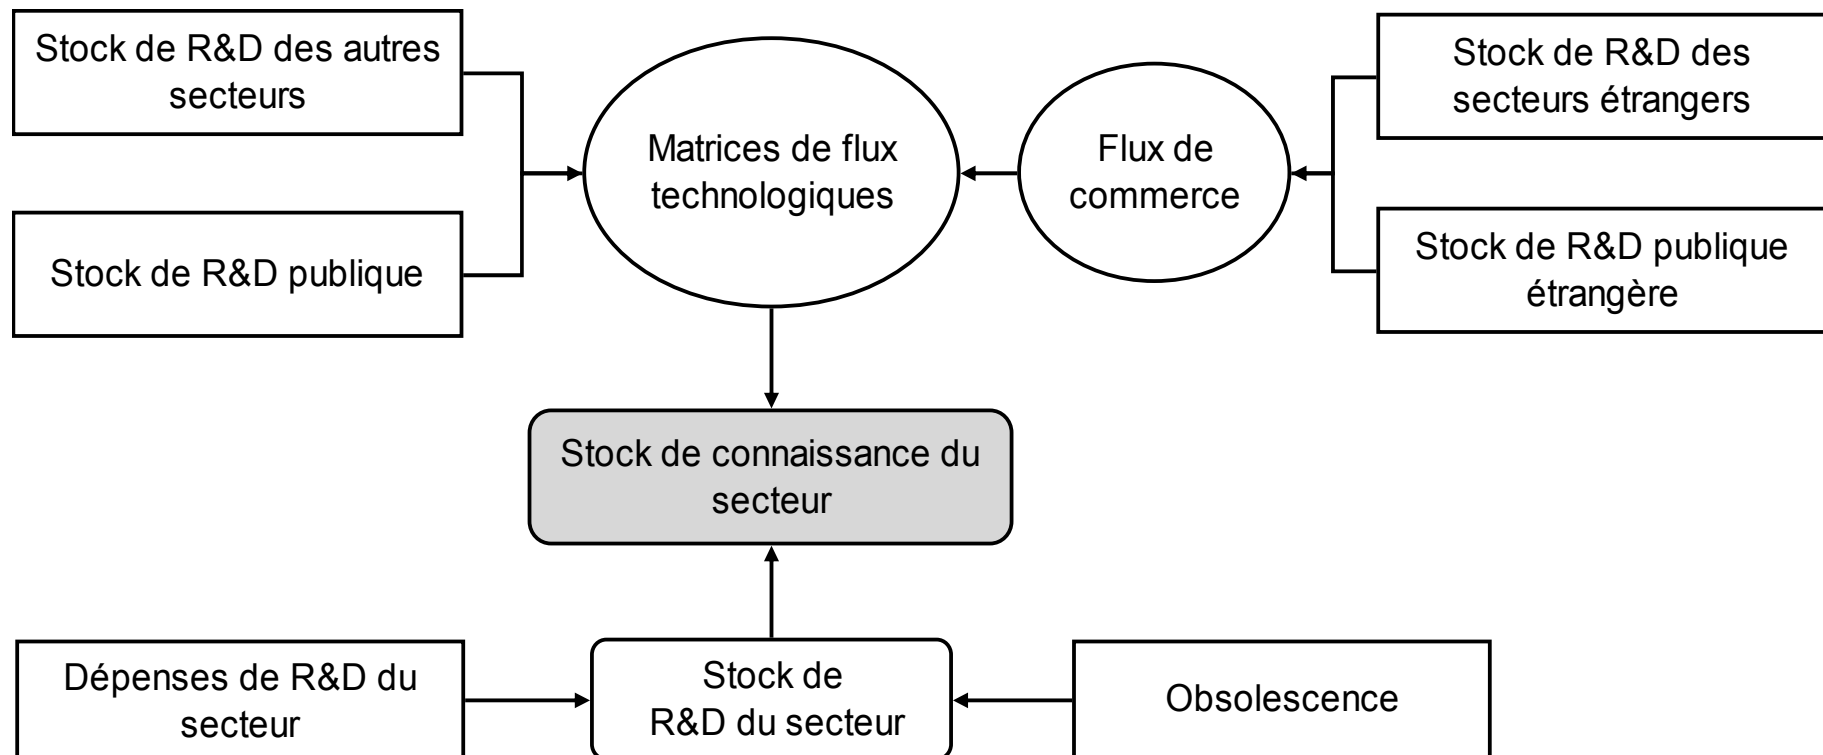 Stock de R&D des autres
secteurs
Stock de R&D publique
Matrices de flux
technologiques
Flux de
commerce
Stock de R&D des
secteurs étrangers
Stock de R&D publique
étrangère
Stock de connaissance du
secteur
Dépenses de R&D du
secteur
Stock de
R&D du secteur
Obsolescence